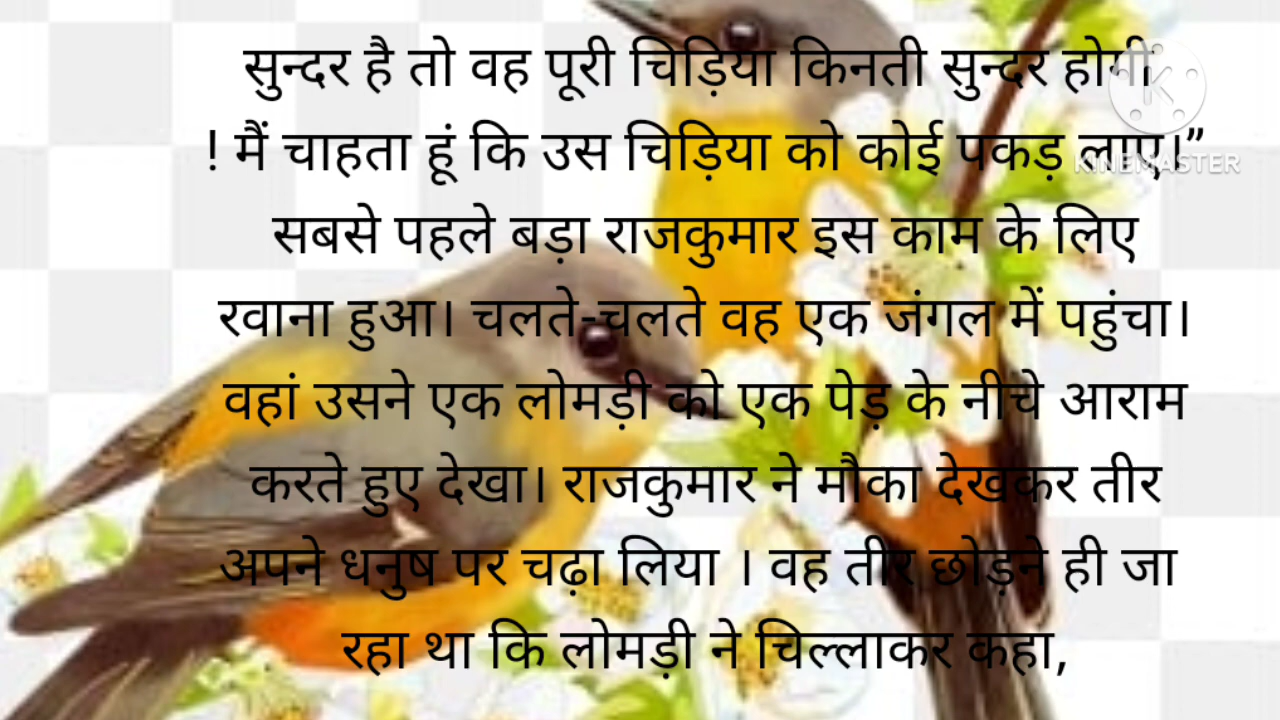 सुन्दर है तो वह पूरी चिड़िया किनती सुन्दर होगी
! मैं चाहता हूं कि उस चिड़िया को कोई पकड़ लाए।”
KINEMASTER
सबसे पहले बड़ा राजकुमार इस काम के लिए
रवाना हुआ। चलते-चलते वह एक जंगल में पहुंचा।
वहां उसने एक लोमड़ी को एक पेड़ के नीचे आराम
करते हुए देखा। राजकुमार ने मौका देखकर तीर
अपने धनुष पर चढ़ा लिया । वह तीर छोड़ने ही जा
रहा था कि लोमड़ी ने चिल्लाकर कहा,